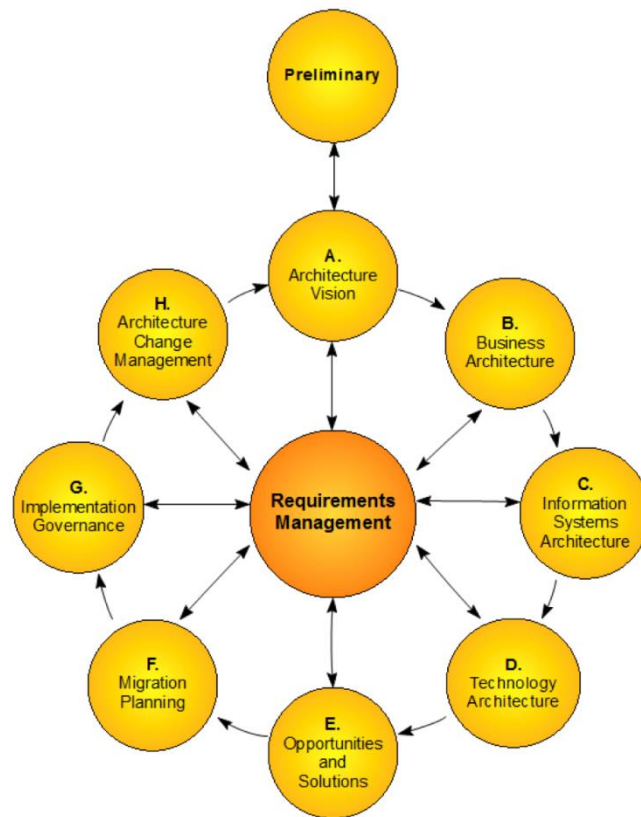 Preliminary
A.
Architecture
Vision
B.
Business
Architecture
C.
Information
Systems
Architecture
D.
Technology
Architecture
E.
Opportunities
and
Solutions
F.
Migration
Planning
G.
Implementation
Governance
H.
Architecture
Change
Management
Requirements
Management